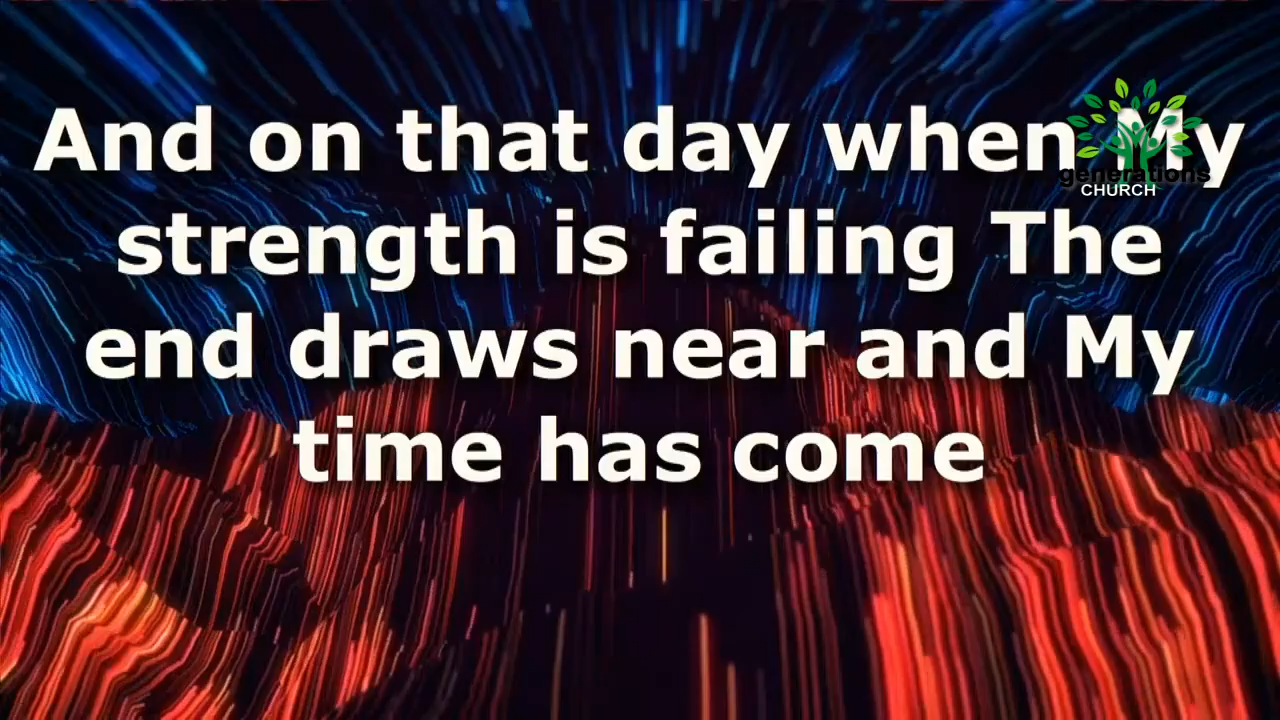 And on that day when My
strength is failing The
end draws near and My
time has come
generations
CHURCH